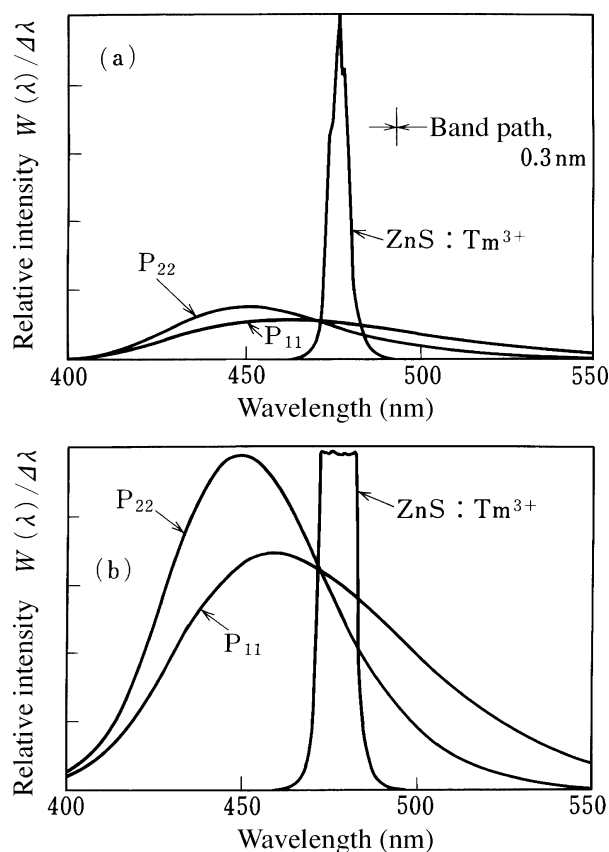 (a)
Relative intensity W (λ) / Δλ
Band path,
0.3 nm
ZnS : Tm³⁺
P₂₂
P₁₁
400 450 500 550
Wavelength (nm)
(b)
Relative intensity W (λ) / Δλ
ZnS : Tm³⁺
P₂₂
P₁₁
400 450 500 550
Wavelength (nm)